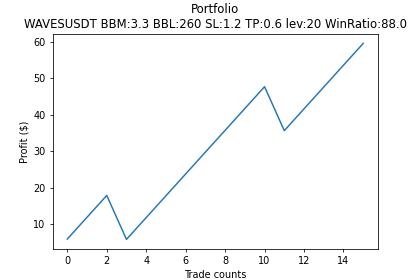 Portfolio
WAVESUSDT BBM:3.3 BBL:260 SL:1.2 TP:0.6 lev:20 WinRatio:88.0
Profit ($)
60
50
40
30
20
10
0 2 4 6 8 10 12 14
Trade counts